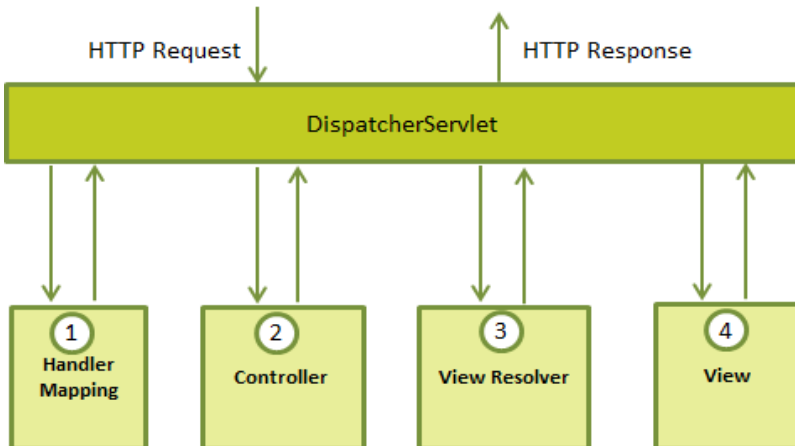 HTTP Request
HTTP Response
DispatcherServlet
1
Handler
Mapping
2
Controller
3
View Resolver
4
View